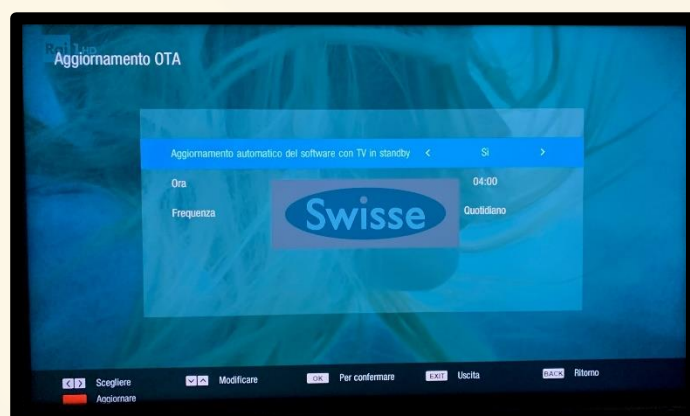 Rai 1 HD
Aggiornamento OTA
Aggiornamento automatico del software con TV in standby < Sì >
Ora 04:00
Frequenza Quotidiano
Swisse
< > Scegliere
Modificare
OK Per confermare
EXIT Uscita
BACK Ritorno
Aggiornare